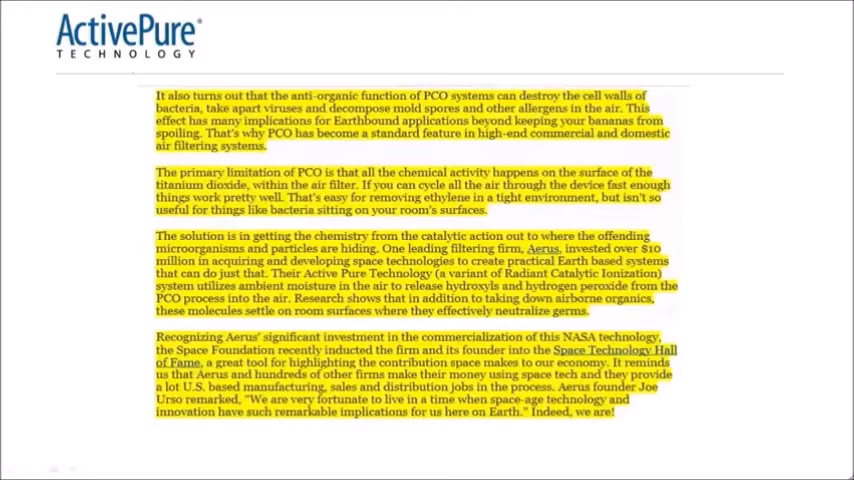 ActivePure®
TECHNOLOGY
It also turns out that the anti-organic function of PCO systems can destroy the cell walls of
bacteria, take apart viruses and decompose mold spores and other allergens in the air. This
effect has many implications for Earthbound applications beyond keeping your bananas from
spoiling. That's why PCO has become a standard feature in high-end commercial and domestic
air filtering systems.
The primary limitation of PCO is that all the chemical activity happens on the surface of the
titanium dioxide, within the air filter. If you can cycle all the air through the device fast enough
things work pretty well. That's easy for removing ethylene in a tight environment, but isn't so
useful for things like bacteria sitting on your room's surfaces.
The solution is in getting the chemistry from the catalytic action out to where the offending
microorganisms and particles are hiding. One leading filtering firm, Aerus, invested over $10
million in acquiring and developing space technologies to create practical Earth based systems
that can do just that. Their Active Pure Technology (a variant of Radiant Catalytic Ionization)
system utilizes ambient moisture in the air to release hydroxyls and hydrogen peroxide from the
PCO process into the air. Research shows that in addition to taking down airborne organics,
these molecules settle on room surfaces where they effectively neutralize germs.
Recognizing Aerus' significant investment in the commercialization of this NASA technology,
the Space Foundation recently inducted the firm and its founder into the Space Technology Hall
of Fame, a great tool for highlighting the contribution space makes to our economy. It reminds
us that Aerus and hundreds of other firms make their money using space tech and they provide
a lot U.S. based manufacturing, sales and distribution jobs in the process. Aerus founder Joe
Urso remarked, "We are very fortunate to live in a time when space-age technology and
innovation have such remarkable implications for us here on Earth." Indeed, we are!